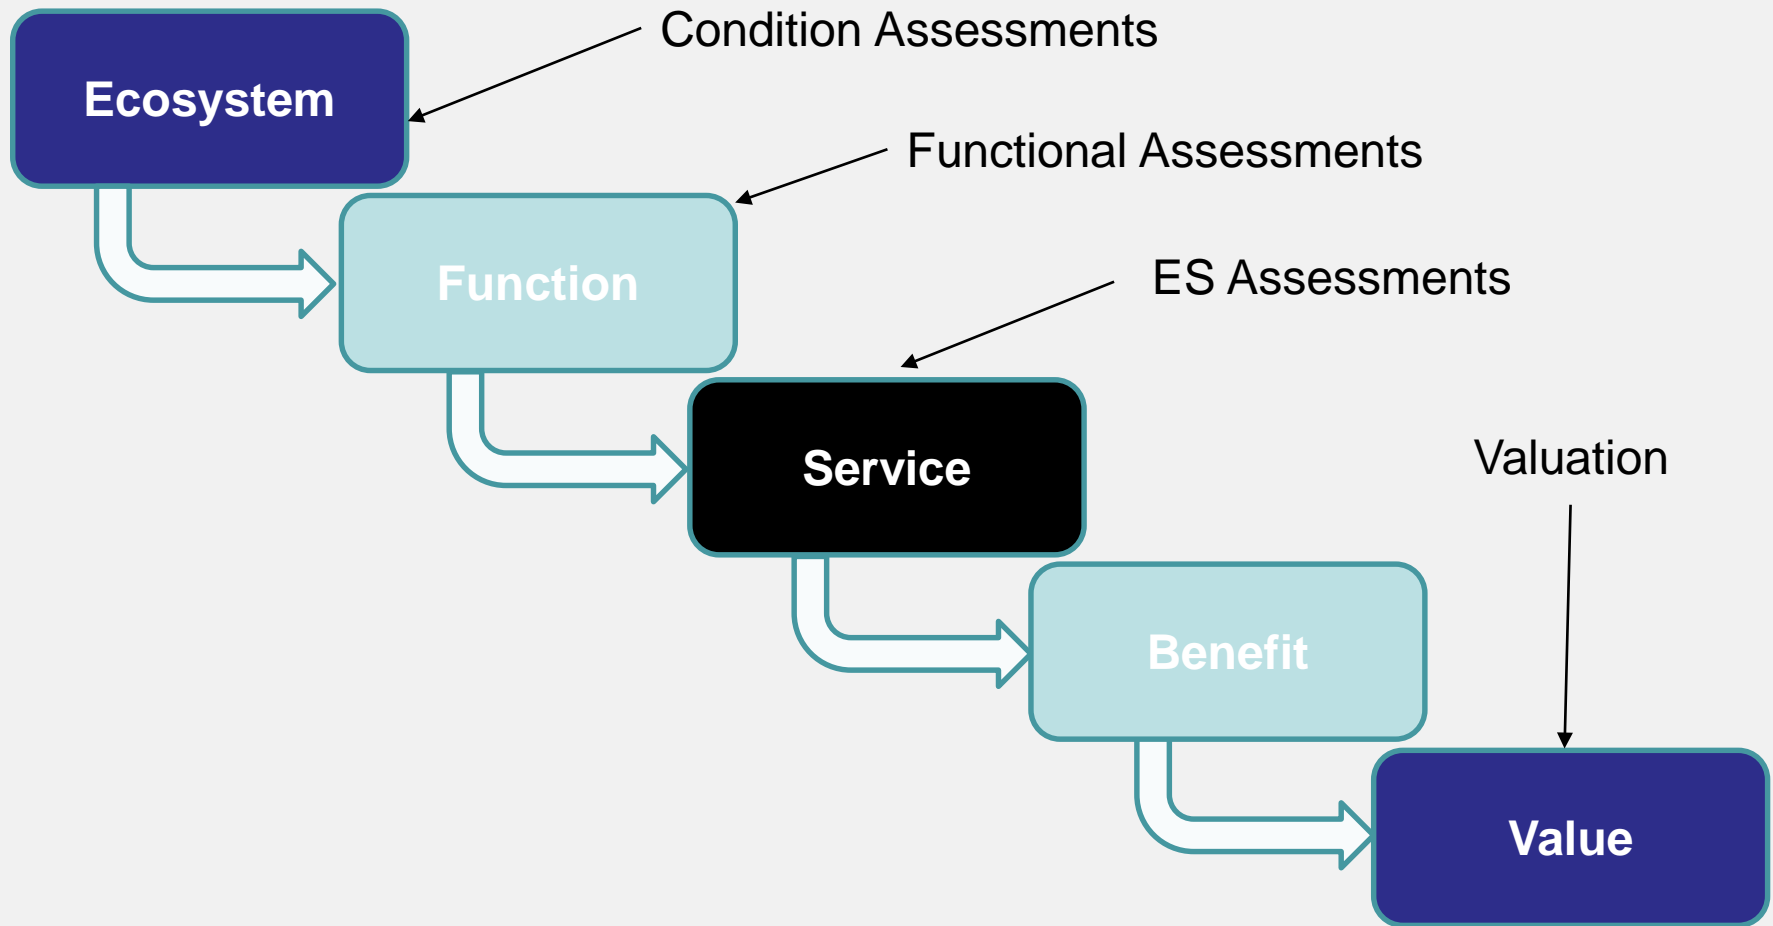 Condition Assessments
Ecosystem
Functional Assessments
Function
ES Assessments
Service
Valuation
Benefit
Value